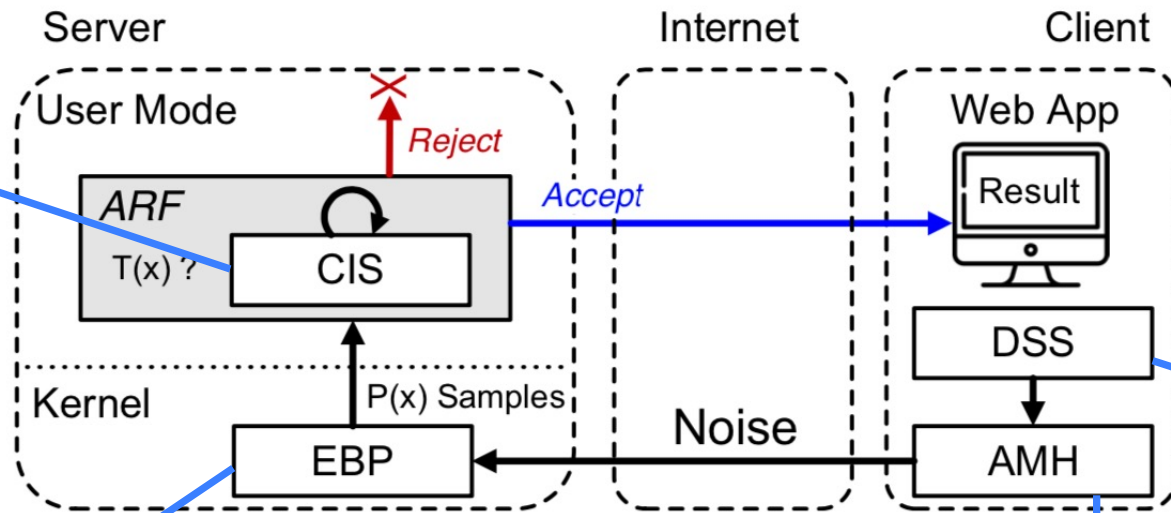 Server
Internet
Client
User Mode
Reject
Web App
ARF
Accept
Result
T(x) ?
CIS
DSS
Kernel
P(x) Samples
Noise
EBP
AMH